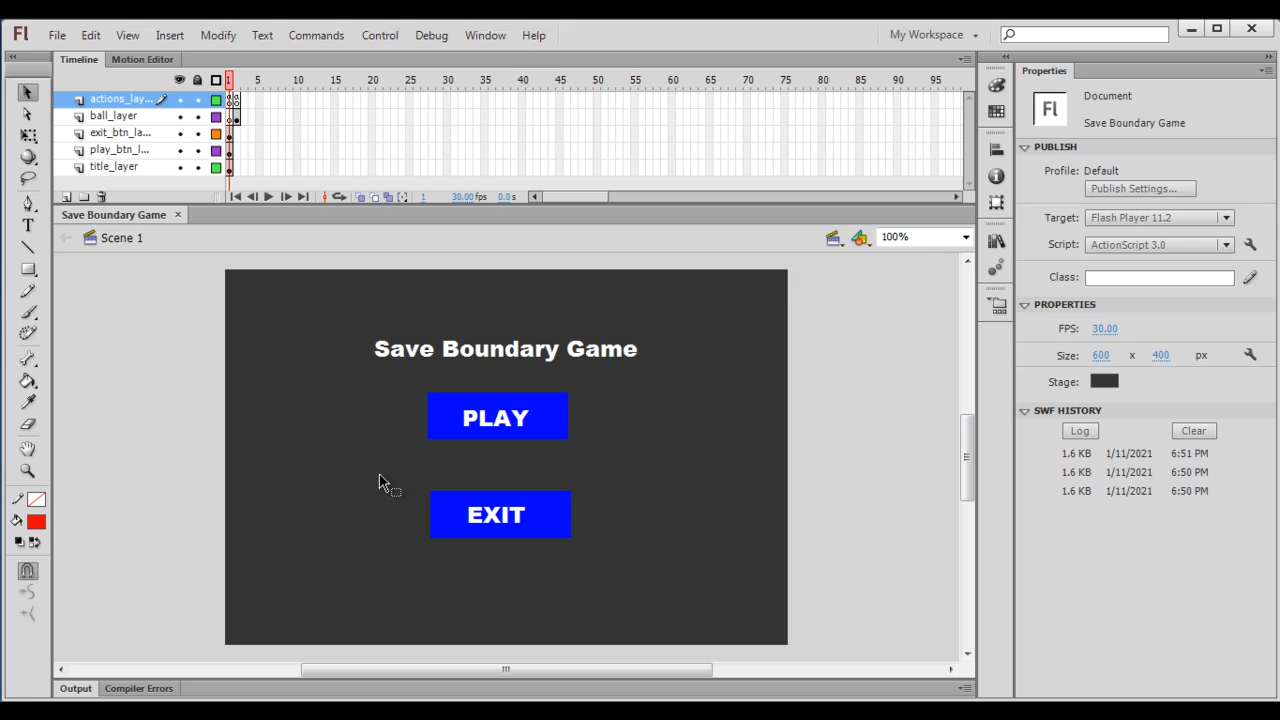 Fl File Edit View Insert Modify Text Commands Control Debug Window Help My Workspace
Timeline Motion Editor
1 5 10 15 20 25 30 35 40 45 50 55 60 65 70 75 80 85 90 95
actions_lay...
ball_layer
exit_btn_la...
play_btn_l...
title_layer
1 30.00 fps 0.0 s
Save Boundary Game
Scene 1 100%
Save Boundary Game
PLAY
EXIT
Output Compiler Errors
Properties
Fl
Document
Save Boundary Game
PUBLISH
Profile: Default
Publish Settings...
Target: Flash Player 11.2
Script: ActionScript 3.0
Class:
PROPERTIES
FPS: 30.00
Size: 600 x 400 px
Stage:
SWF HISTORY
Log Clear
1.6 KB 1/11/2021 6:51 PM
1.6 KB 1/11/2021 6:50 PM
1.6 KB 1/11/2021 6:50 PM